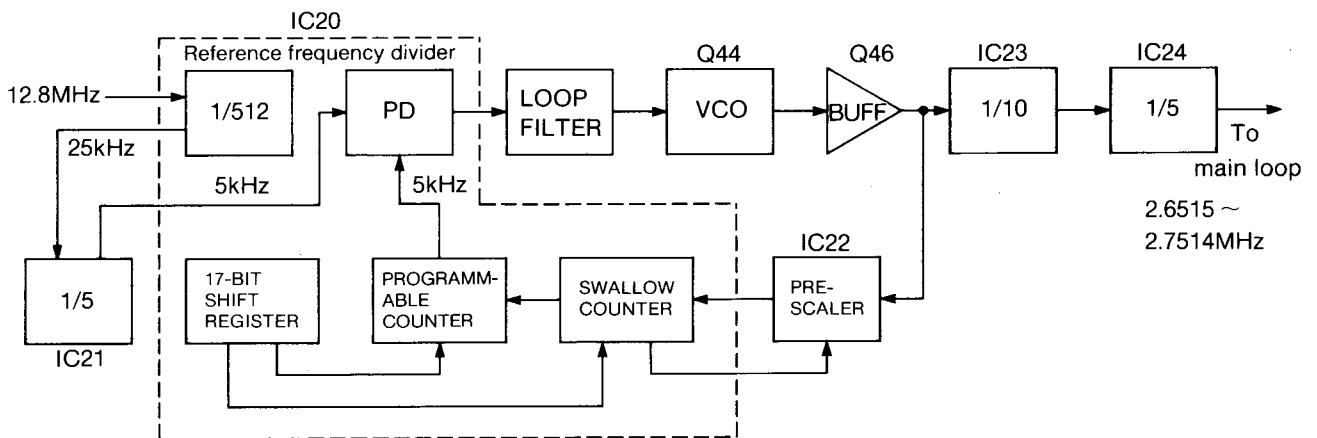 IC20
Reference frequency divider
12.8MHz
1/512
25kHz
PD
5kHz
5kHz
LOOP
FILTER
Q44
VCO
Q46
BUFF
IC23
1/10
IC24
1/5
To
main loop
2.6515 ~
2.7514MHz
1/5
IC21
17-BIT
SHIFT
REGISTER
PROGRAMM-
ABLE
COUNTER
SWALLOW
COUNTER
IC22
PRE-
SCALER